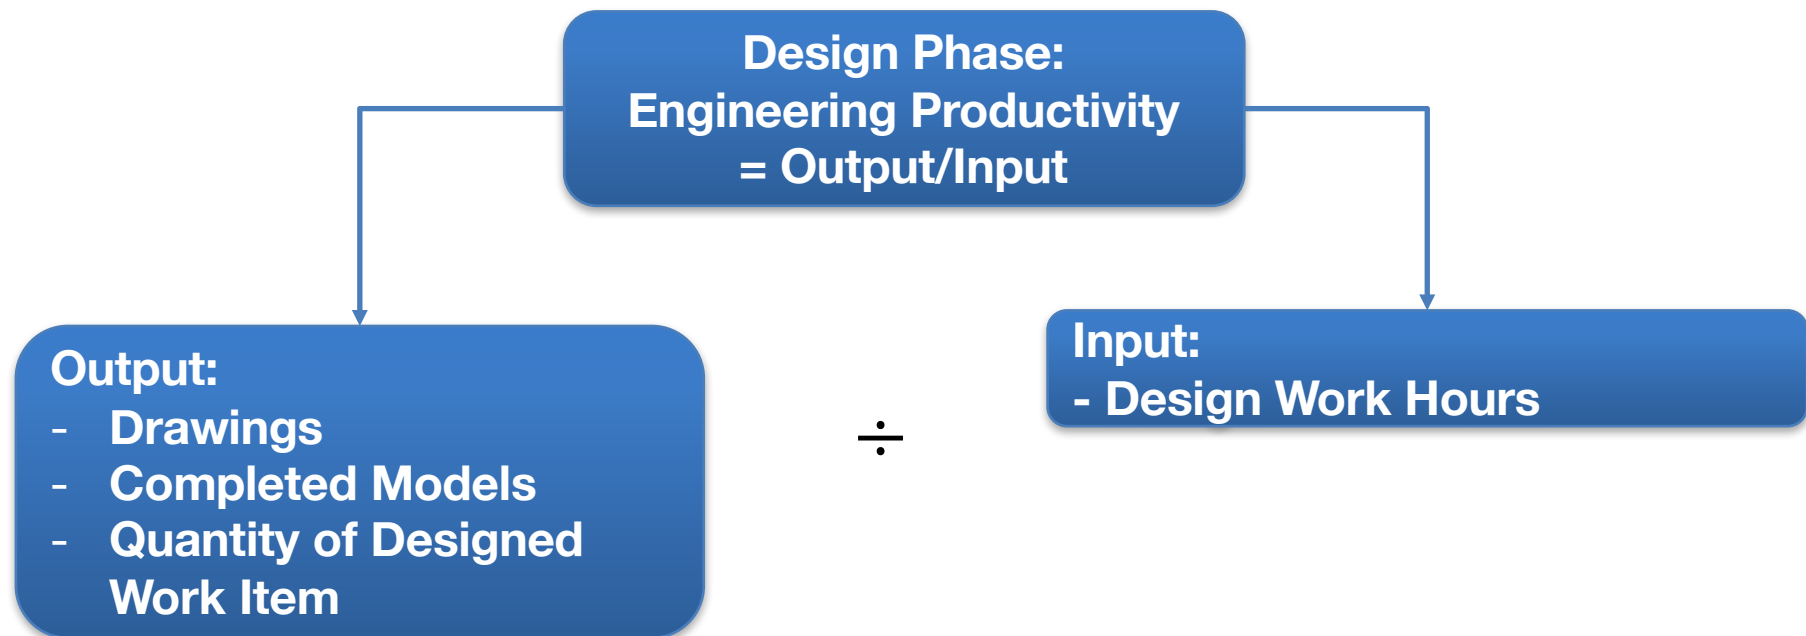 Design Phase:
Engineering Productivity
= Output/Input
Output:
- Drawings
- Completed Models
- Quantity of Designed
Work Item
÷
Input:
- Design Work Hours